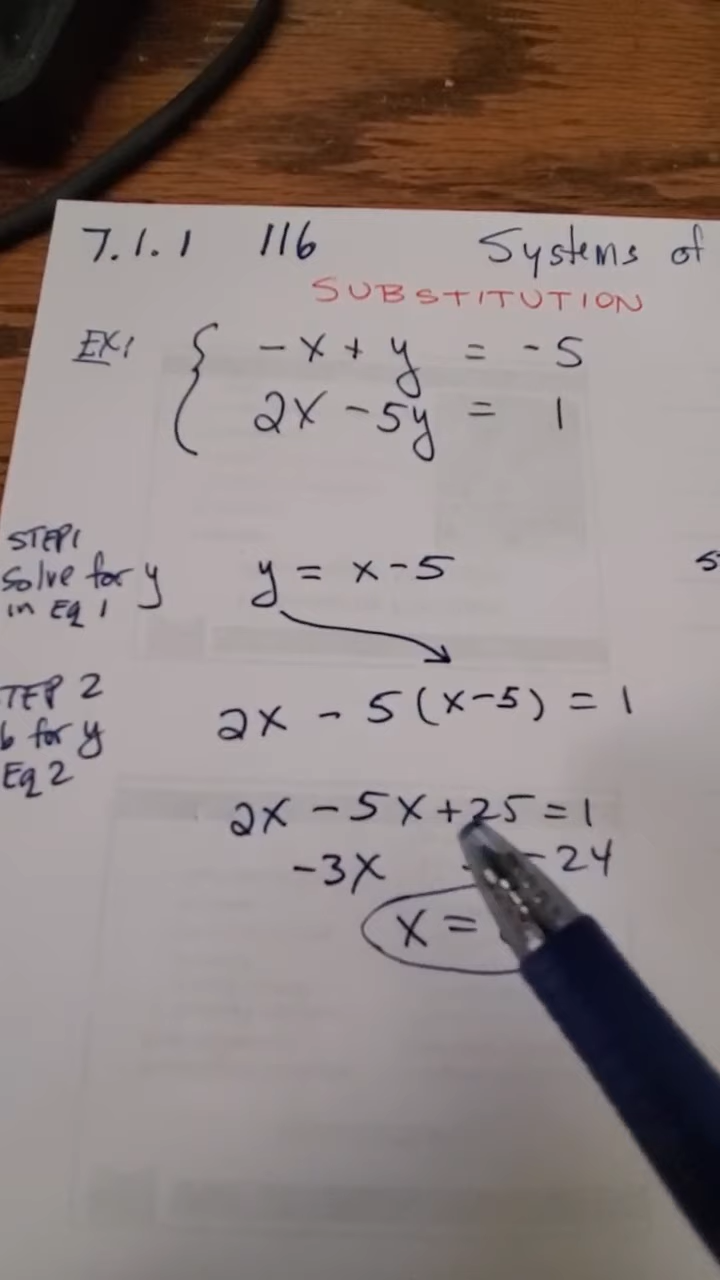 7.1.1 116 Systems of
SUBSTITUTION
EX1 { -x + y = -5
2x - 5y = 1
STEP1
solve for y
in Eq 1
y = x - 5
TEP 2
for y
Eq 2
2x - 5(x-5) = 1
2x - 5x + 25 = 1
-3x = -24
x =